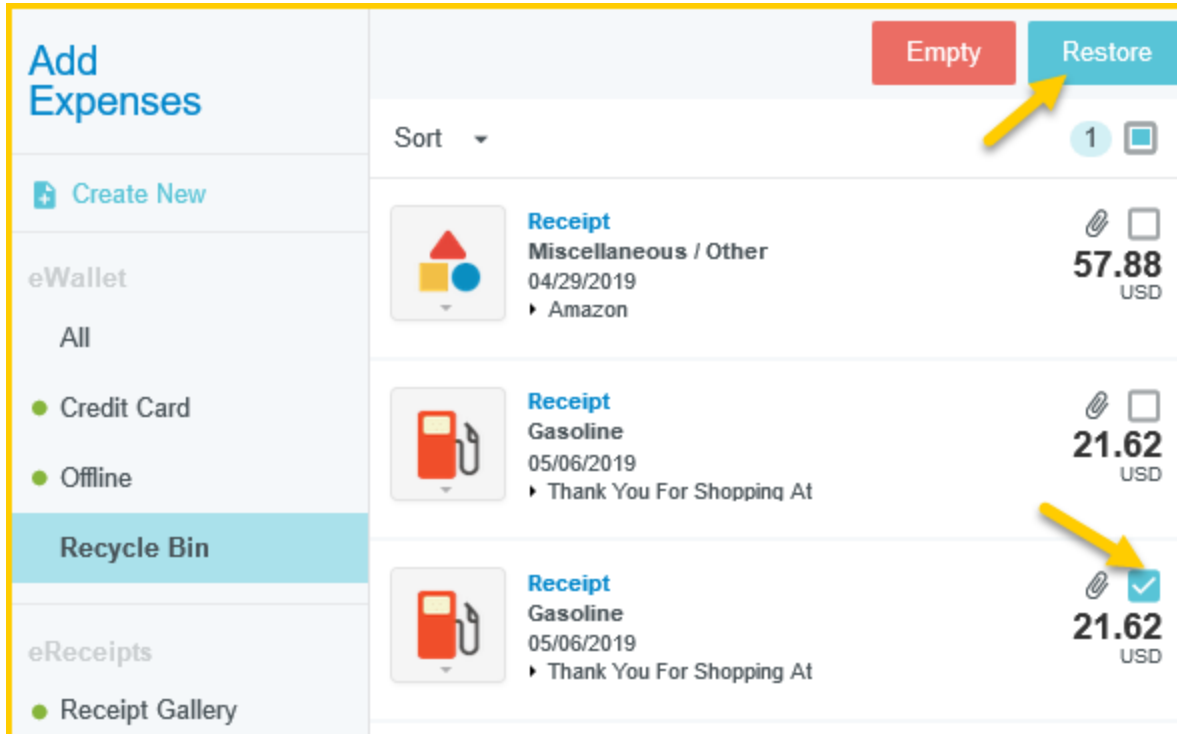 Add
Expenses
Create New
eWallet
All
Credit Card
Offline
Recycle Bin
eReceipts
Receipt Gallery
Empty
Restore
Sort
1
Receipt
Miscellaneous / Other
04/29/2019
Amazon
57.88
USD
Receipt
Gasoline
05/06/2019
Thank You For Shopping At
21.62
USD
Receipt
Gasoline
05/06/2019
Thank You For Shopping At
21.62
USD